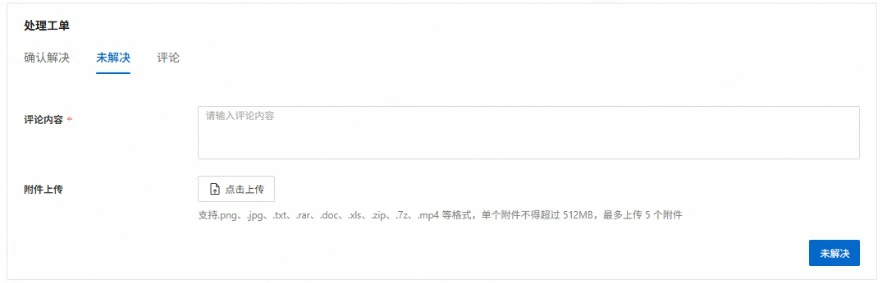 处理工单
确认解决 未解决 评论
评论内容 * 请输入评论内容
附件上传 点击上传
支持.png、.jpg、.txt、.rar、.doc、.xls、.zip、.7z、.mp4 等格式，单个附件不得超过 512MB，最多上传 5 个附件
未解决